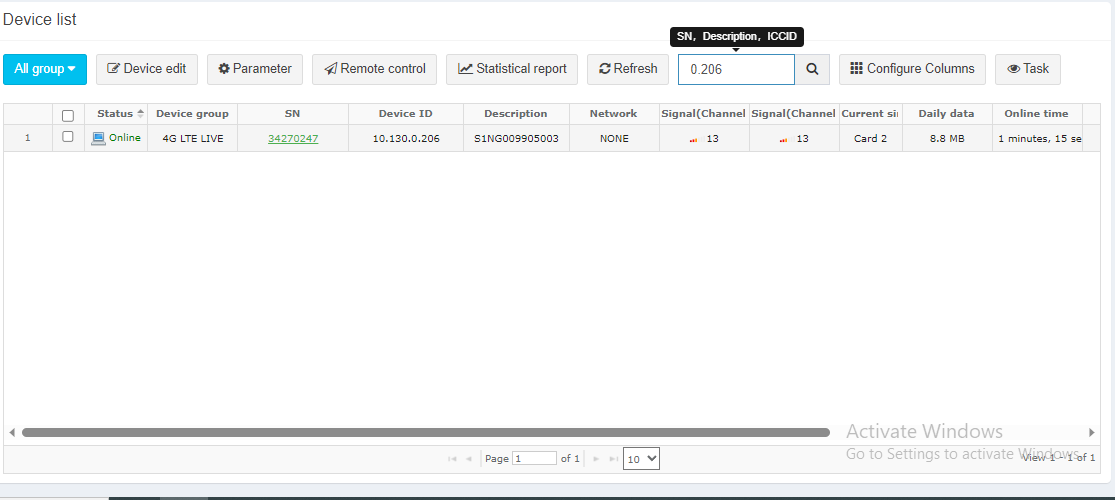 Device list
SN, Description, ICCID
All group Device edit Parameter Remote control Statistical report Refresh 0.206 Configure Columns Task
Status Device group SN Device ID Description Network Signal(Channel Signal(Channel Current si Daily data Online time
1 Online 4G LTE LIVE 34270247 10.130.0.206 S1NG009905003 NONE 13 13 Card 2 8.8 MB 1 minutes, 15 se
Activate Windows
Go to Settings to activate Windows.
Page 1 of 1 10 View 1 - 1 of 1